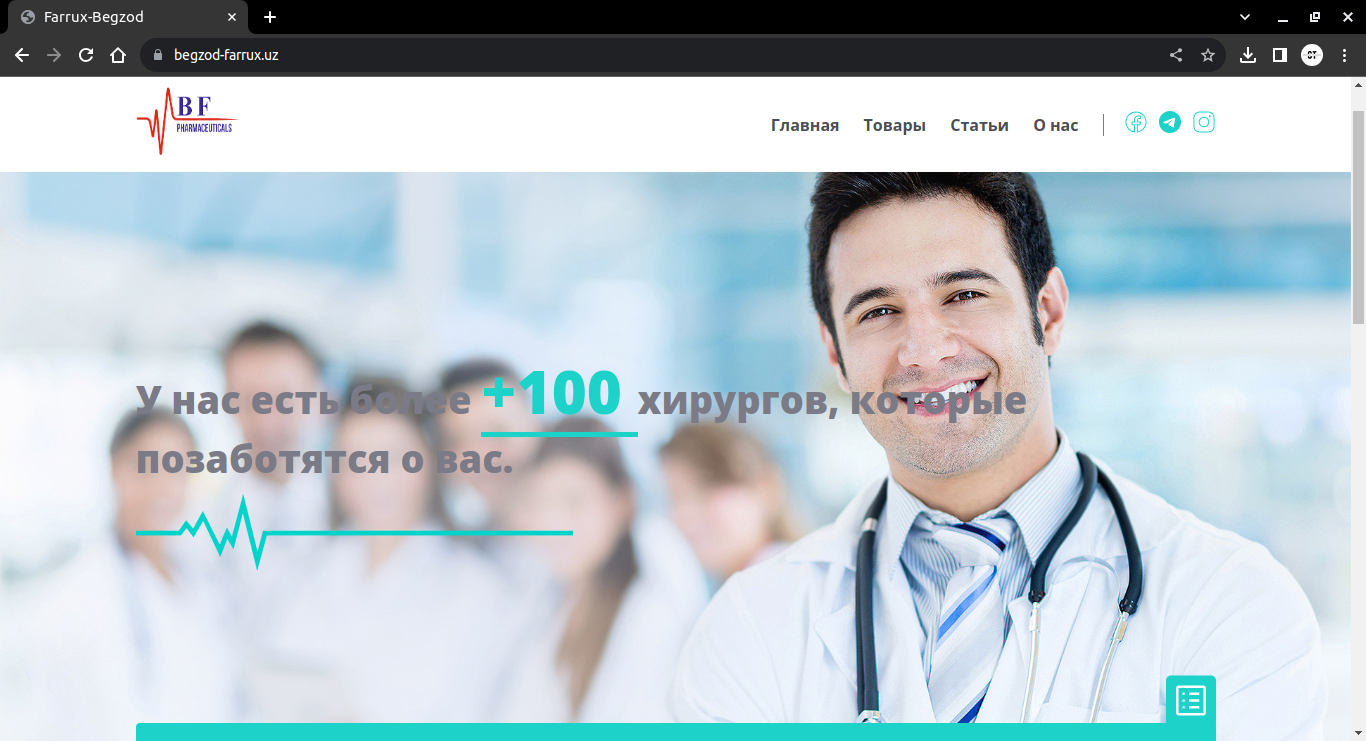 Farrux-Begzod
begzod-farrux.uz
BF
PHARMACEUTICALS
Главная Товары Статьи О нас
У нас есть более +100 хирургов, которые
позаботятся о вас.